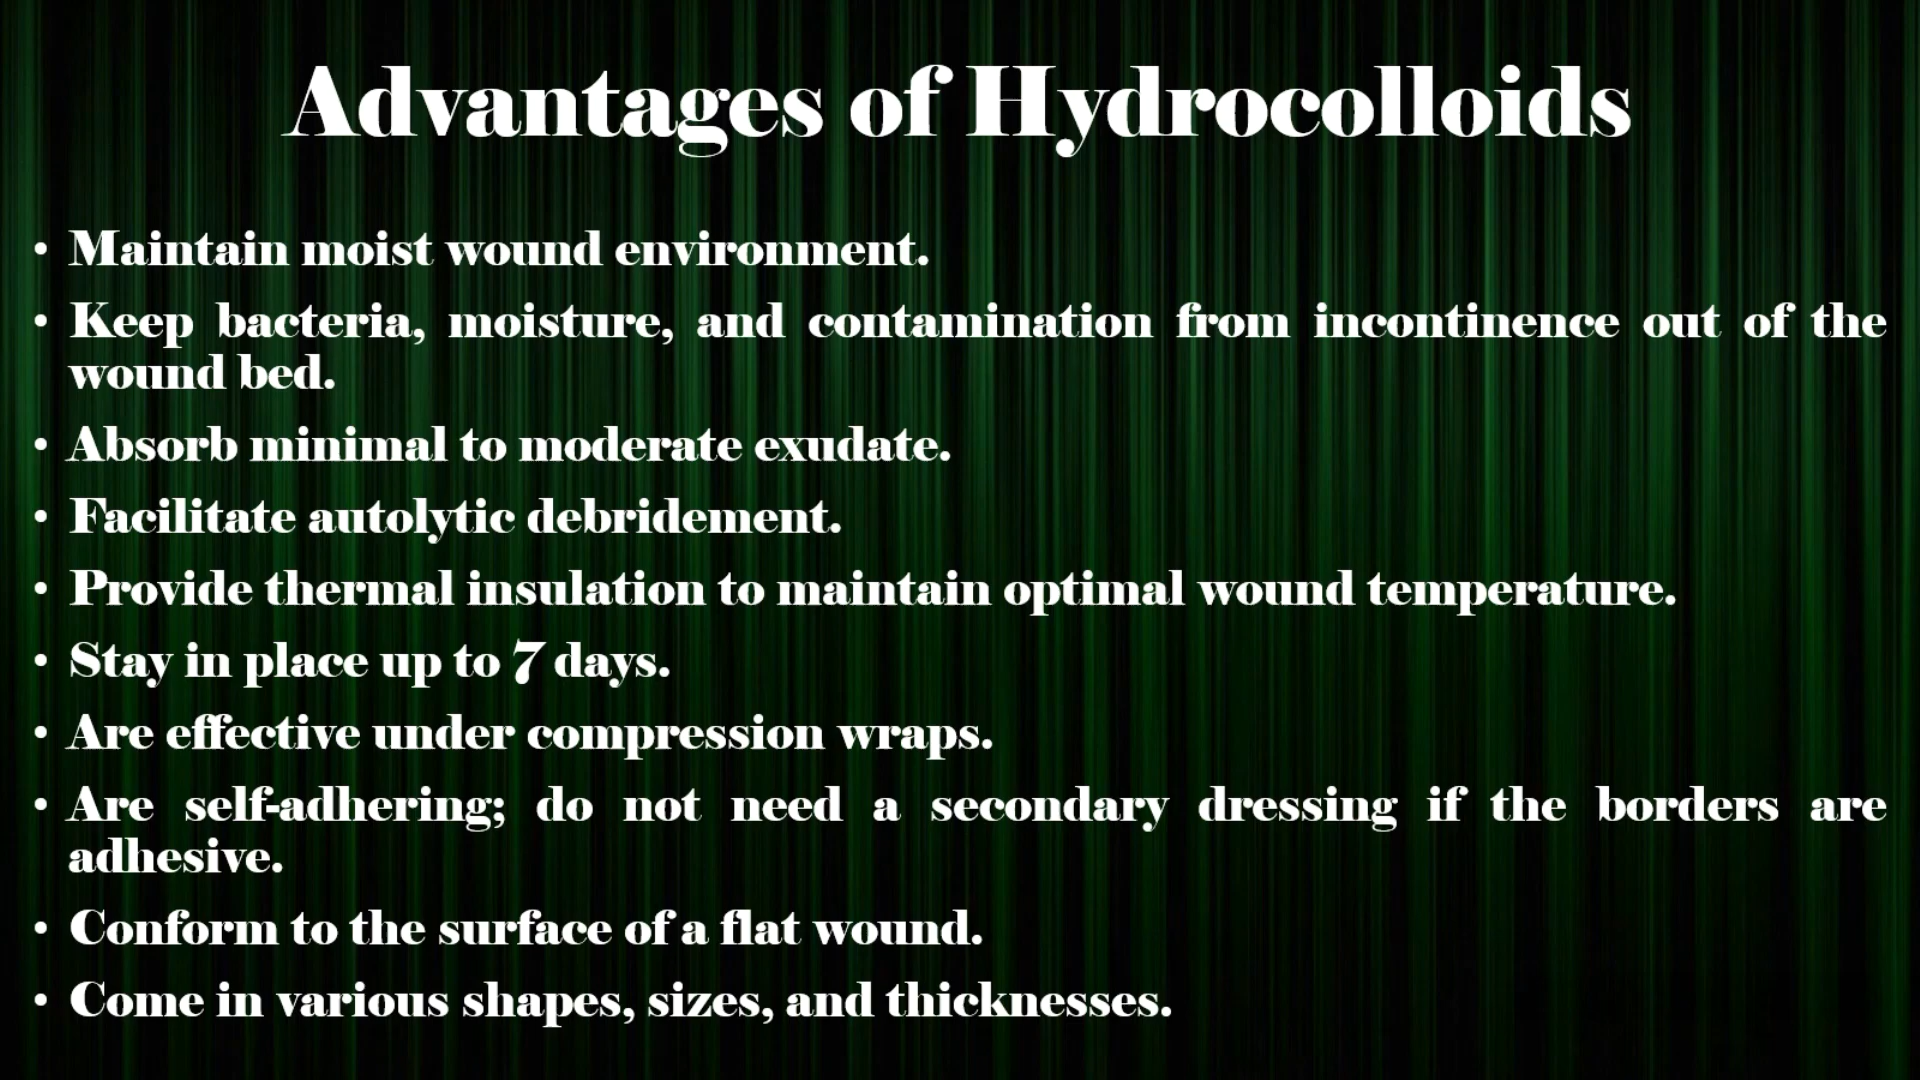 Advantages of Hydrocolloids
• Maintain moist wound environment.
• Keep bacteria, moisture, and contamination from incontinence out of the
wound bed.
• Absorb minimal to moderate exudate.
• Facilitate autolytic debridement.
• Provide thermal insulation to maintain optimal wound temperature.
• Stay in place up to 7 days.
• Are effective under compression wraps.
• Are self-adhering; do not need a secondary dressing if the borders are
adhesive.
• Conform to the surface of a flat wound.
• Come in various shapes, sizes, and thicknesses.